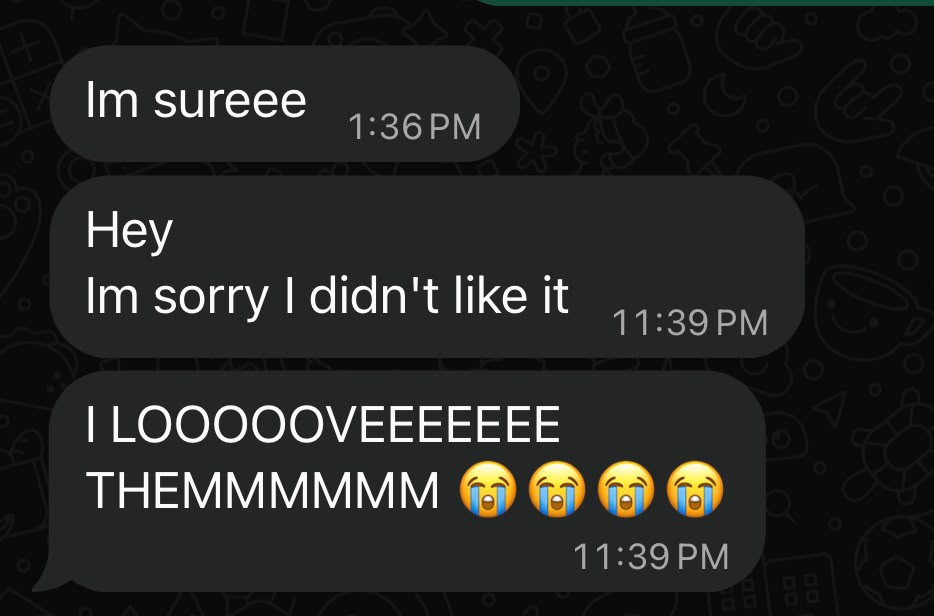 Im sureee
1:36 PM
Hey
Im sorry I didn't like it
11:39 PM
I LOOOOOVEEEEEEE
THEMMMMMM 😭😭😭😭
11:39 PM